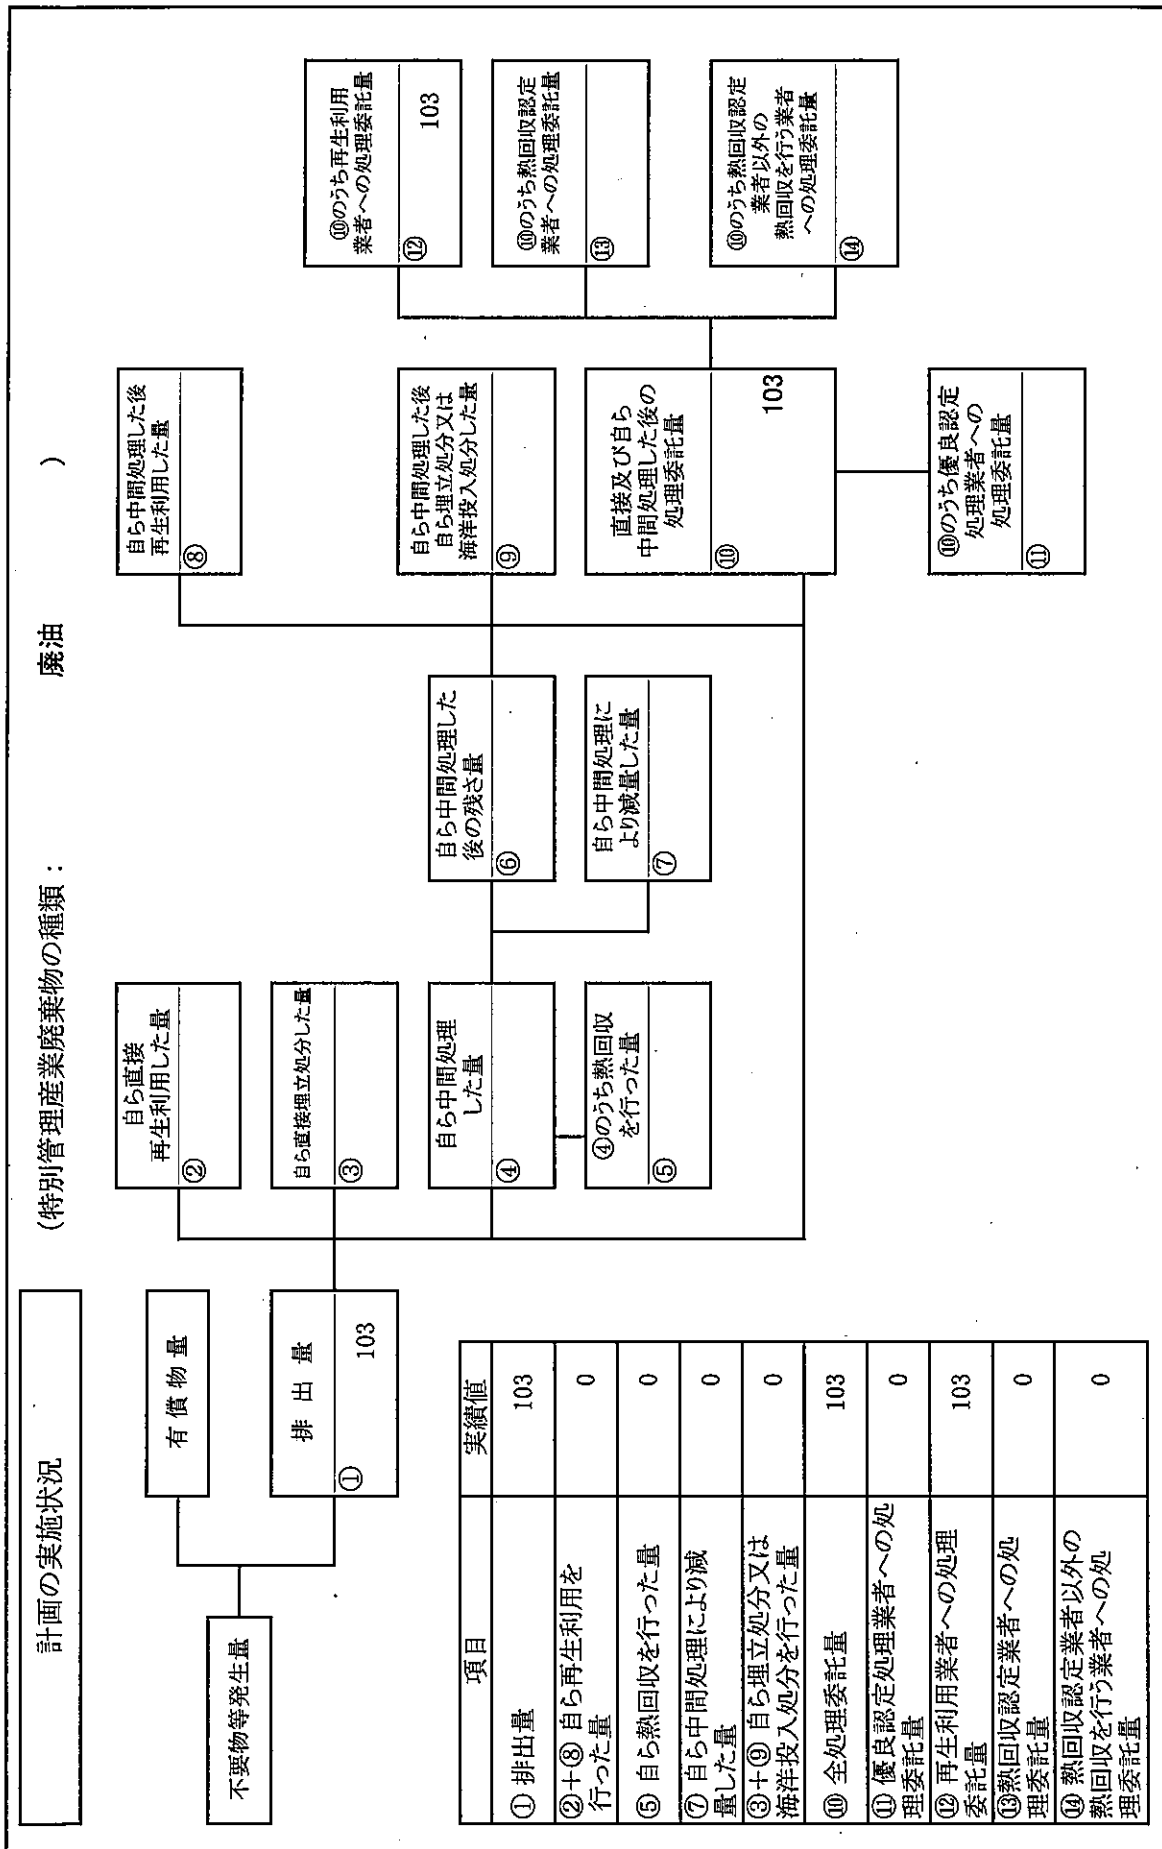 計画の実施状況
(特別管理産業廃棄物の種類： 廃油 )
不要物等発生量
有償物量
排出量
① 103
自ら直接
再生利用した量
②
自ら直接埋立処分した量
③
自ら中間処理
した量
④
④のうち熱回収
を行った量
⑤
自ら中間処理した
後の残さ量
⑥
自ら中間処理に
より減量した量
⑦
自ら中間処理した後
再生利用した量
⑧
自ら中間処理した後
自ら埋立処分又は
海洋投入処分した量
⑨
直接及び自ら
中間処理した後の
処理委託量
⑩ 103
⑩のうち優良認定
処理業者への
処理委託量
⑪
⑩のうち再生利用
業者への処理委託量
⑫ 103
⑩のうち熱回収認定
業者への処理委託量
⑬
⑩のうち熱回収認定
業者以外の
熱回収を行う業者
への処理委託量
⑭
項目 実績値
① 排出量 103
②+⑧ 自ら再生利用を
行った量 0
⑤ 自ら熱回収を行った量 0
⑦ 自ら中間処理により減
量した量 0
③+⑨ 自ら埋立処分又は
海洋投入処分を行った量 0
⑩ 全処理委託量 103
⑪ 優良認定処理業者への処
理委託量 0
⑫ 再生利用業者への処理
委託量 103
⑬熱回収認定業者への処
理委託量 0
⑭ 熱回収認定業者以外の
熱回収を行う業者への処
理委託量 0